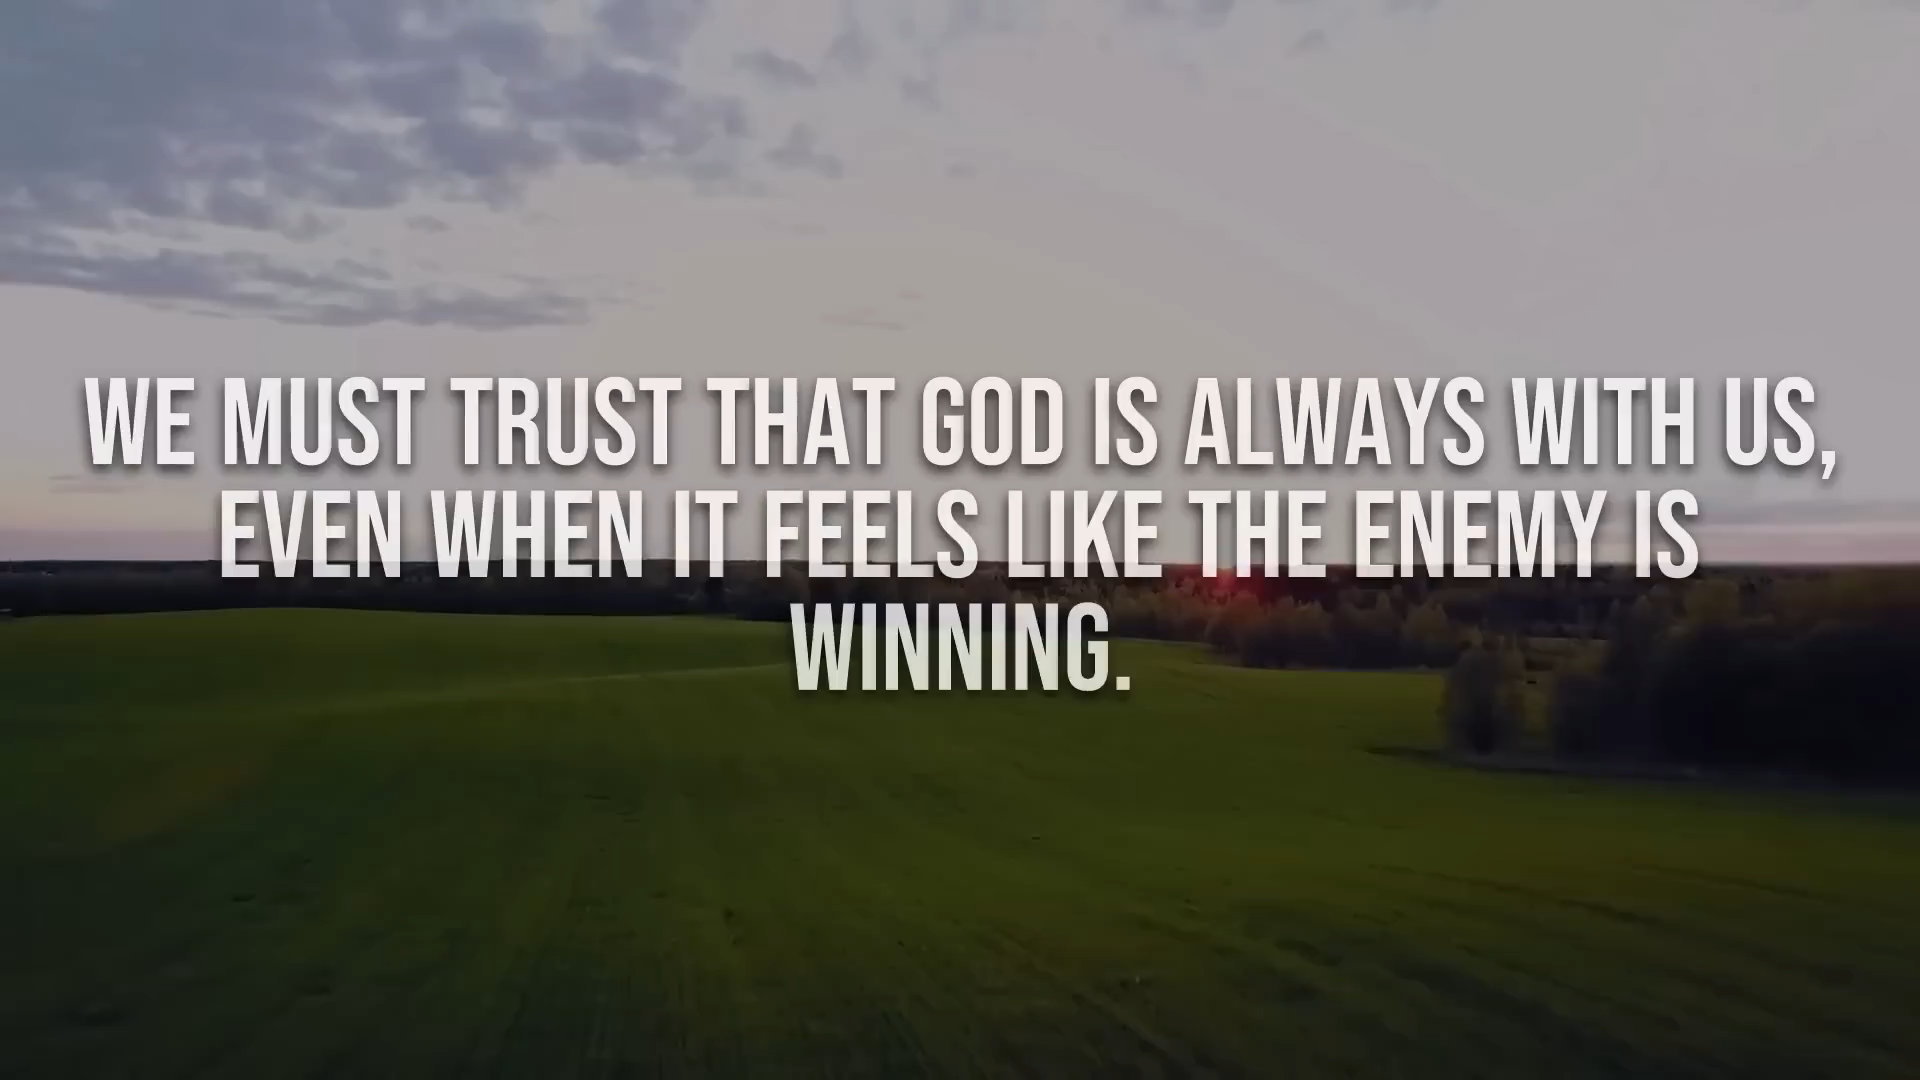 WE MUST TRUST THAT GOD IS ALWAYS WITH US,
EVEN WHEN IT FEELS LIKE THE ENEMY IS
WINNING.